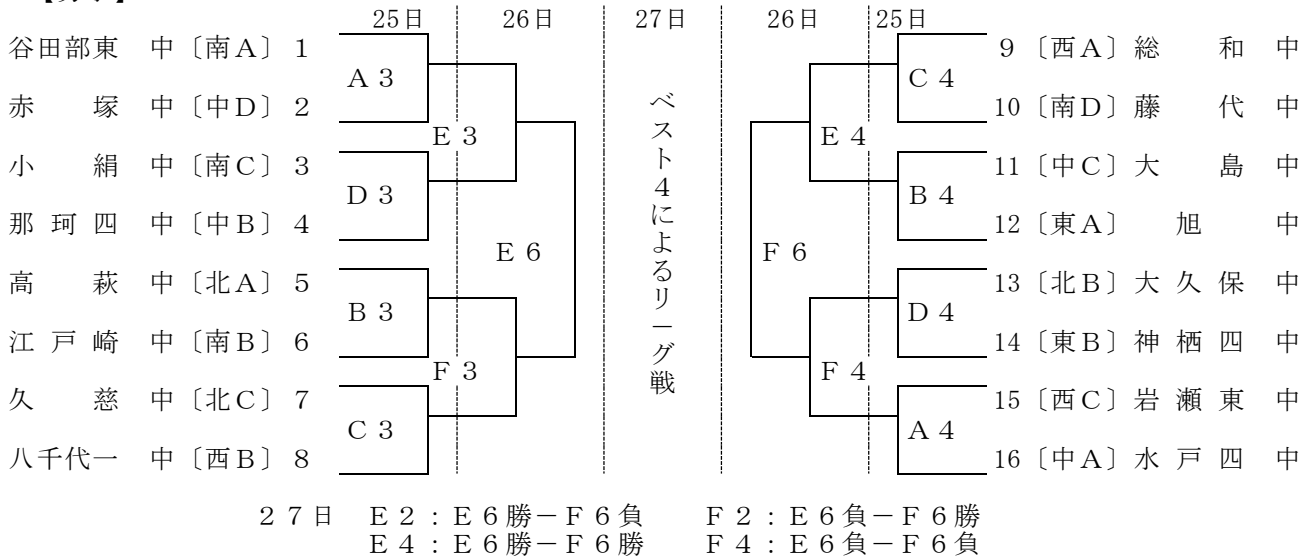 25日 26日 27日 26日 25日
谷田部東 中〔南A〕1
赤 塚 中〔中D〕2
小 絹 中〔南C〕3
那珂四 中〔中B〕4
高 萩 中〔北A〕5
江戸崎 中〔南B〕6
久 慈 中〔北C〕7
八千代一 中〔西B〕8
A3
D3
B3
C3
E3
F3
E6
ベスト4によるリーグ戦
F6
E4
F4
C4
B4
D4
A4
9〔西A〕総 和 中
10〔南D〕藤 代 中
11〔中C〕大 島 中
12〔東A〕 旭 中
13〔北B〕大久保 中
14〔東B〕神栖四 中
15〔西C〕岩瀬東 中
16〔中A〕水戸四 中
27日 E2:E6勝-F6負 F2:E6負-F6勝
E4:E6勝-F6勝 F4:E6負-F6負